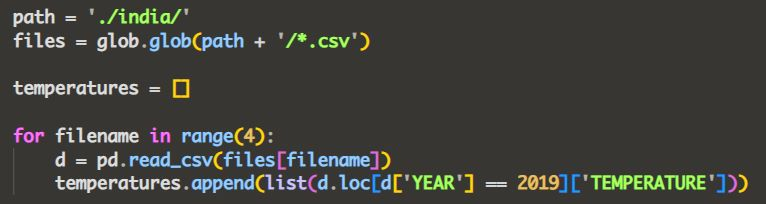 path = './india/'
files = glob.glob(path + '/*.csv')
temperatures = []
for filename in range(4):
    d = pd.read_csv(files[filename])
    temperatures.append(list(d.loc[d['YEAR'] == 2019]['TEMPERATURE']))